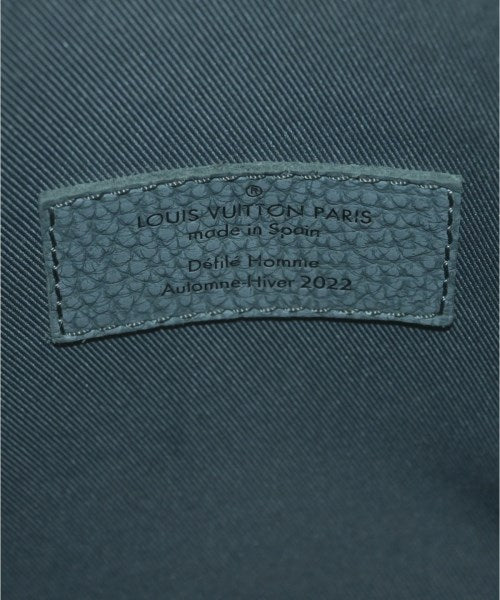 ®
LOUIS VUITTON PARIS
made in Spain
Défilé Homme
Automne-Hiver 2022